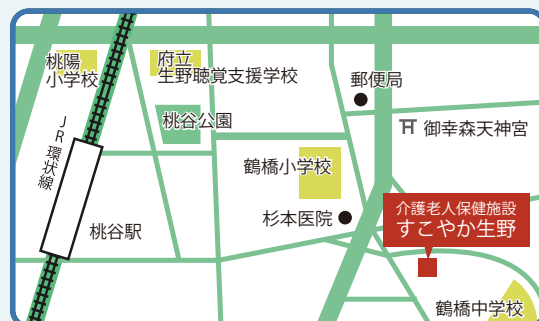 桃陽
小学校
府立
生野聴覚支援学校
郵便局
桃谷公園
御幸森天神宮
JR環状線
鶴橋小学校
介護老人保健施設
すこやか生野
杉本医院
桃谷駅
鶴橋中学校